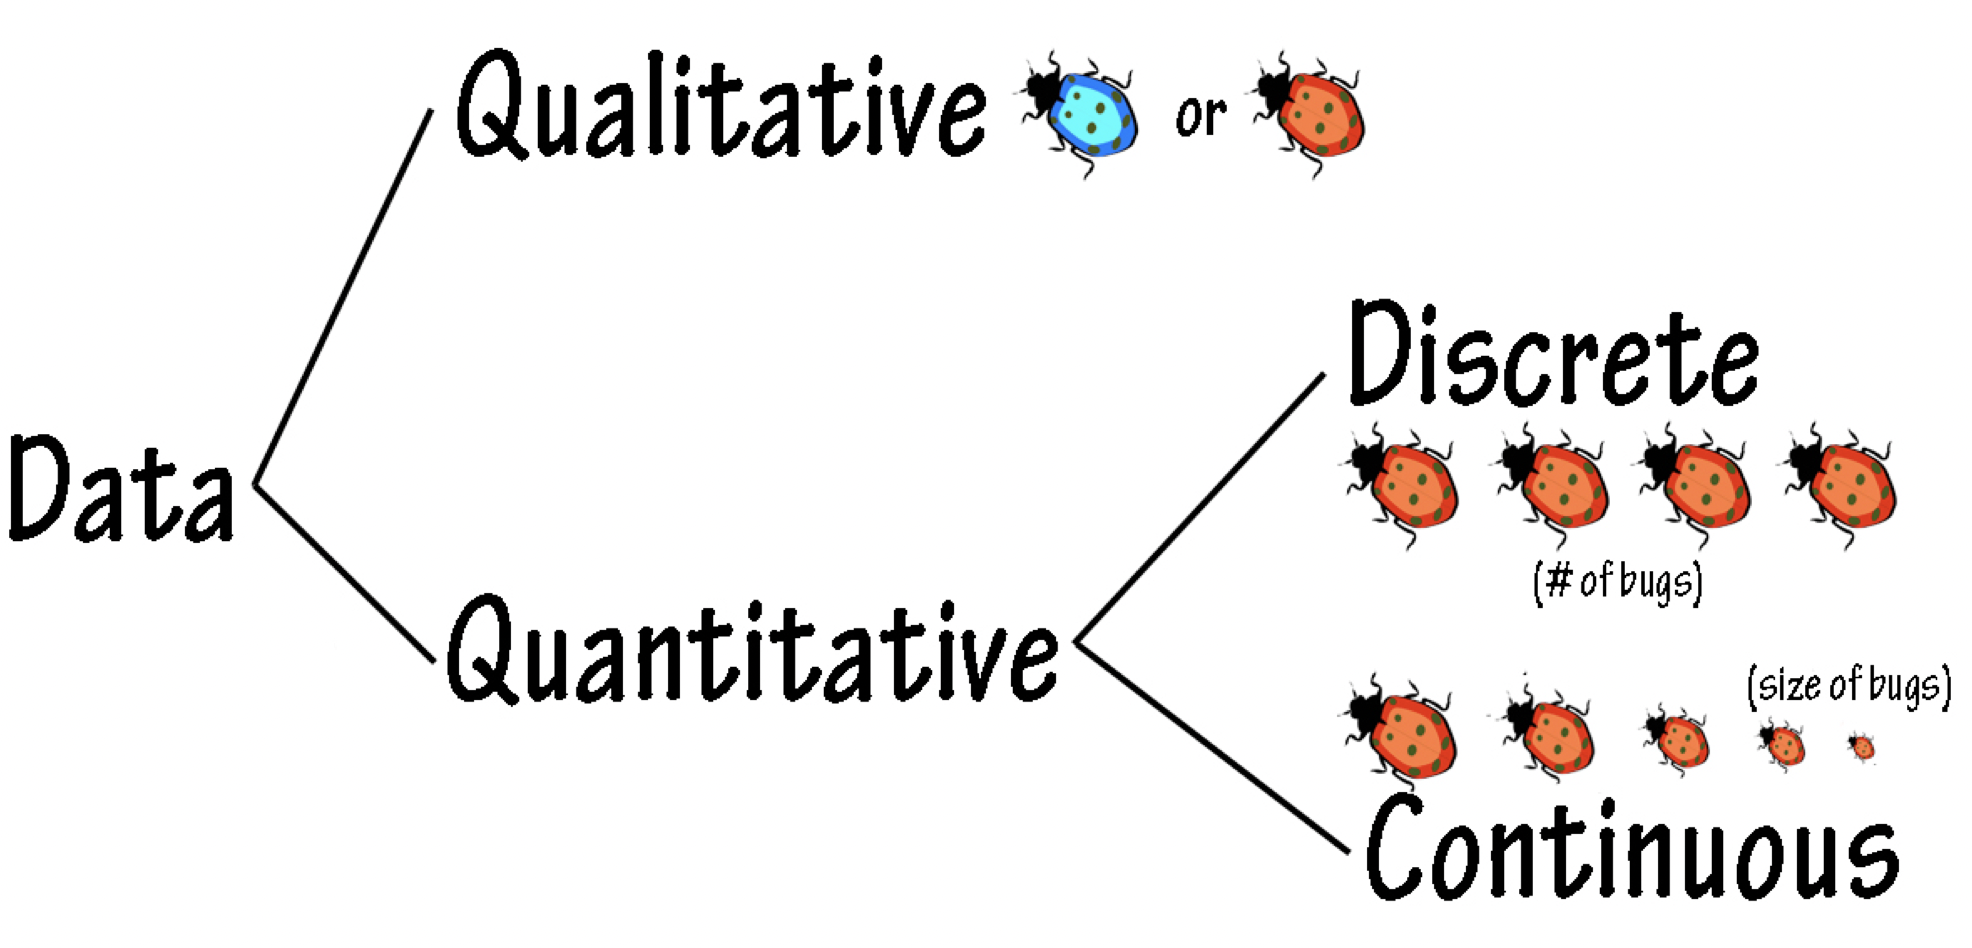 Qualitative or
Discrete
Data
(# of bugs)
Quantitative
(size of bugs)
Continuous